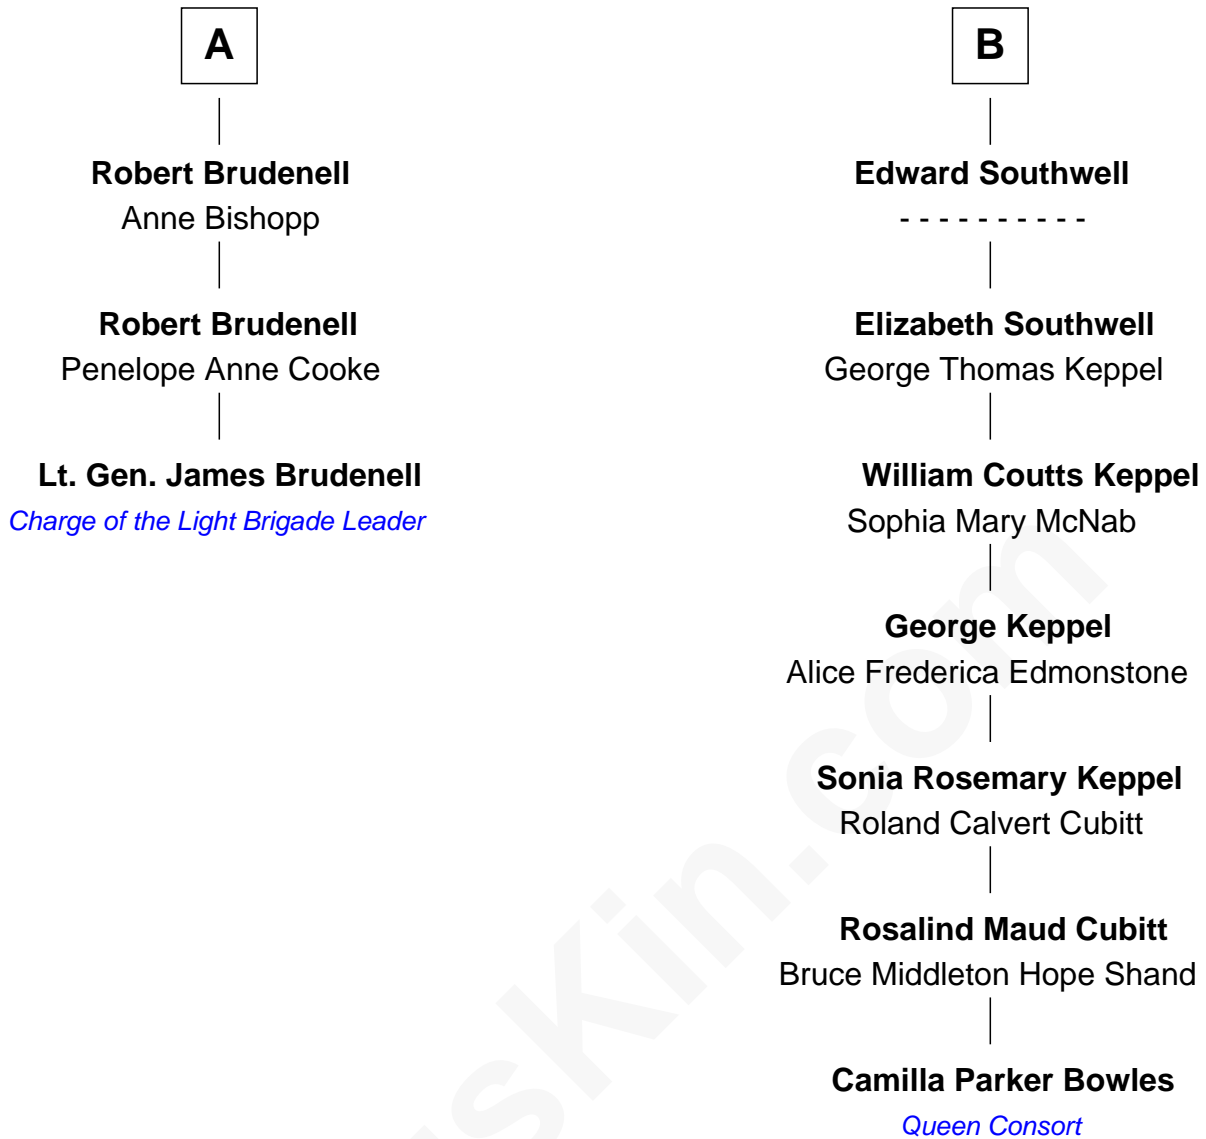 A
Robert Brudenell
Anne Bishopp
Robert Brudenell
Penelope Anne Cooke
Lt. Gen. James Brudenell
Charge of the Light Brigade Leader
B
Edward Southwell
- - - - - - - - - -
Elizabeth Southwell
George Thomas Keppel
William Coutts Keppel
Sophia Mary McNab
George Keppel
Alice Frederica Edmonstone
Sonia Rosemary Keppel
Roland Calvert Cubitt
Rosalind Maud Cubitt
Bruce Middleton Hope Shand
Camilla Parker Bowles
Queen Consort